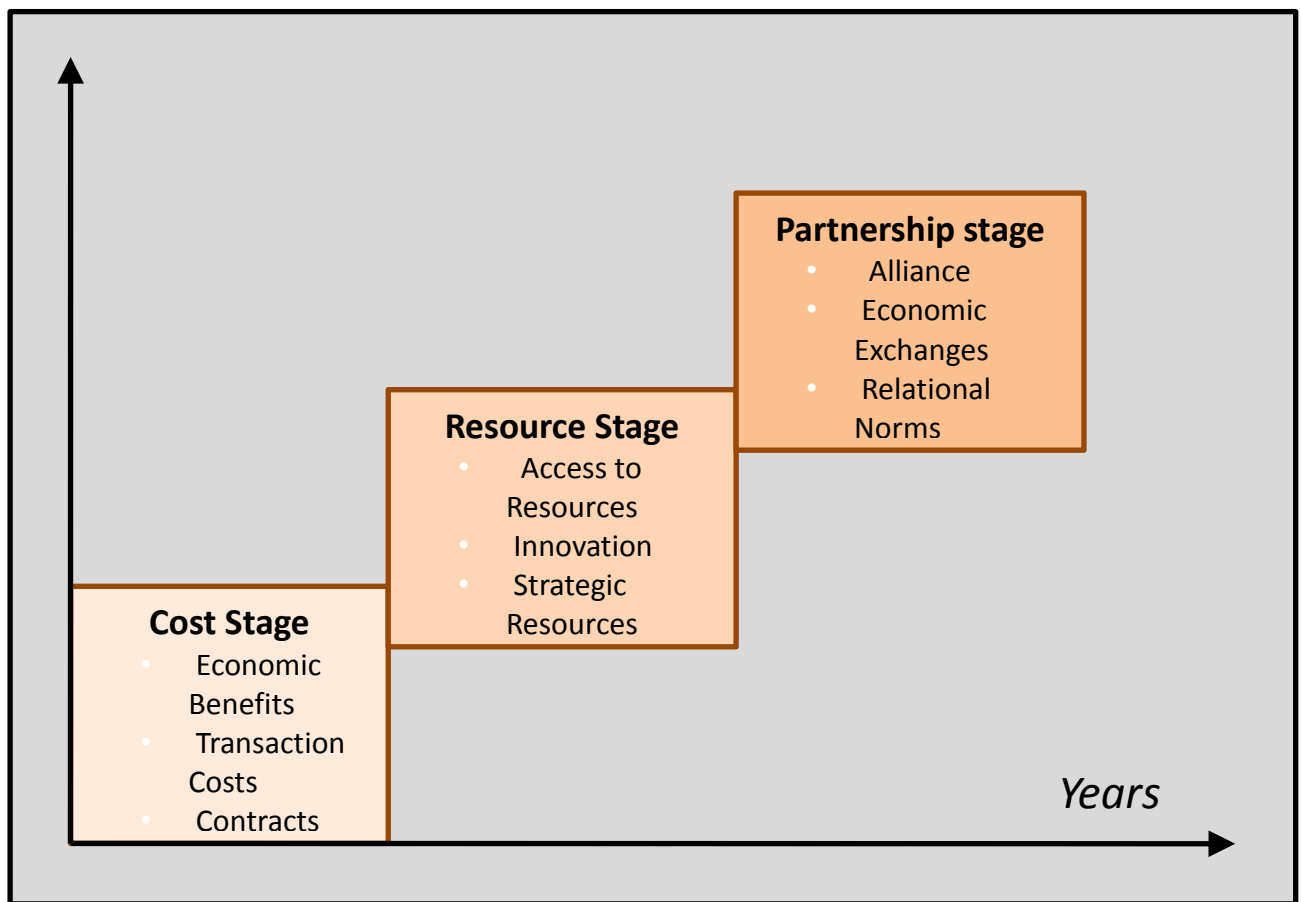 Partnership stage
• Alliance
• Economic
Exchanges
• Relational
Norms
Resource Stage
• Access to
Resources
• Innovation
• Strategic
Resources
Cost Stage
• Economic
Benefits
• Transaction
Costs
• Contracts
Years